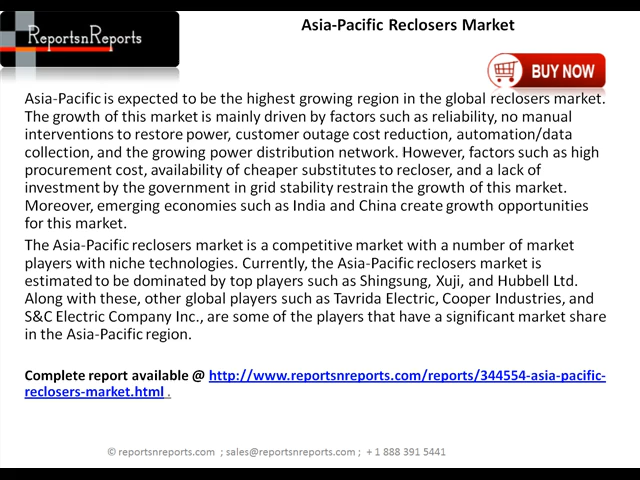 Asia-Pacific Reclosers Market
ReportsnReports
BUY NOW
Asia-Pacific is expected to be the highest growing region in the global reclosers market.
The growth of this market is mainly driven by factors such as reliability, no manual
interventions to restore power, customer outage cost reduction, automation/data
collection, and the growing power distribution network. However, factors such as high
procurement cost, availability of cheaper substitutes to recloser, and a lack of
investment by the government in grid stability restrain the growth of this market.
Moreover, emerging economies such as India and China create growth opportunities
for this market.
The Asia-Pacific reclosers market is a competitive market with a number of market
players with niche technologies. Currently, the Asia-Pacific reclosers market is
estimated to be dominated by top players such as Shingsung, Xuji, and Hubbell Ltd.
Along with these, other global players such as Tavrida Electric, Cooper Industries, and
S&C Electric Company Inc., are some of the players that have a significant market share
in the Asia-Pacific region.
Complete report available @ http://www.reportsnreports.com/reports/344554-asia-pacific-
reclosers-market.html .
© reportsnreports.com ; sales@reportsnreports.com ; + 1 888 391 5441